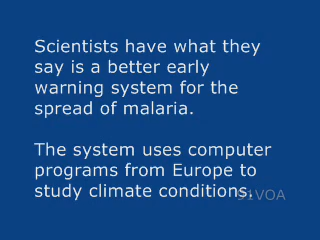 Scientists have what they
say is a better early
warning system for the
spread of malaria.
The system uses computer
programs from Europe to
study climate conditions.
51VOA